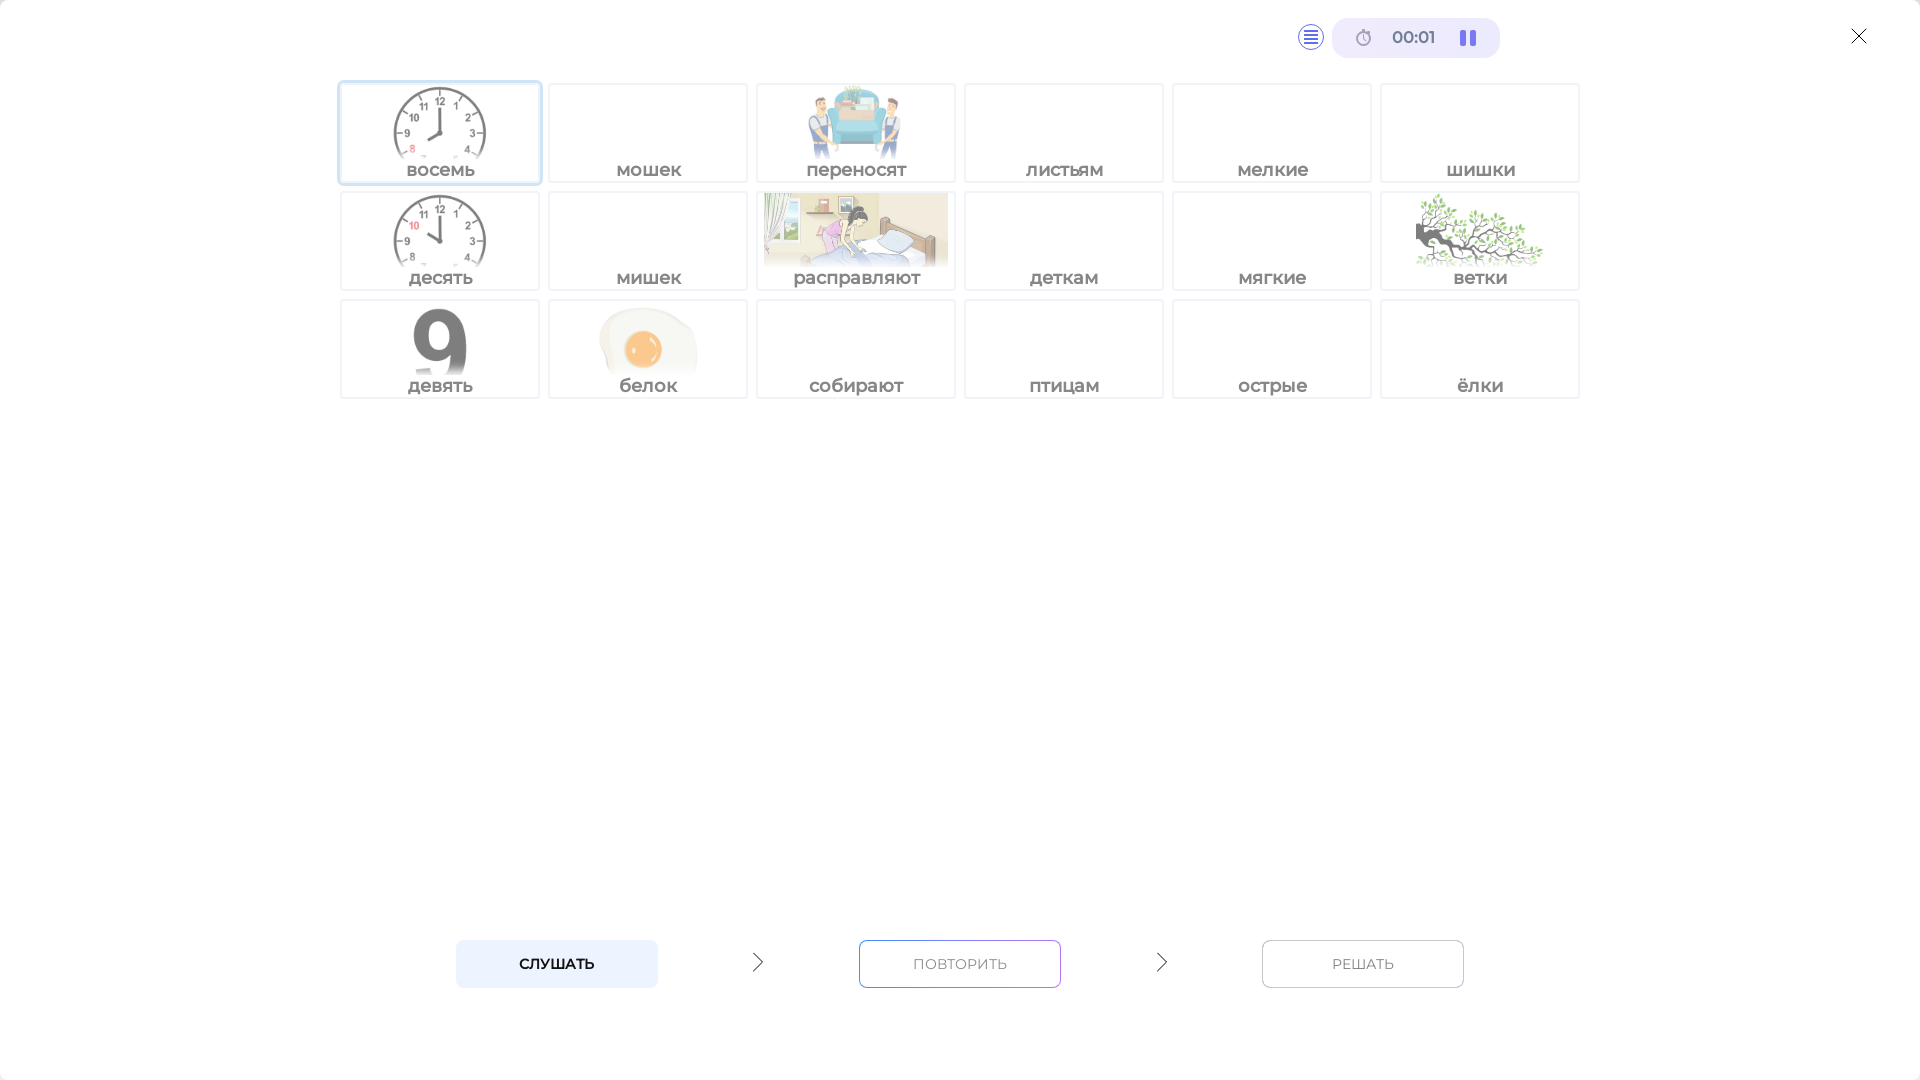 00:01
восемь мошек переносят листьям мелкие шишки
десять мишек расправляют деткам мягкие ветки
девять белок собирают птицам острые ёлки
СЛУШАТЬ ПОВТОРИТЬ РЕШАТЬ